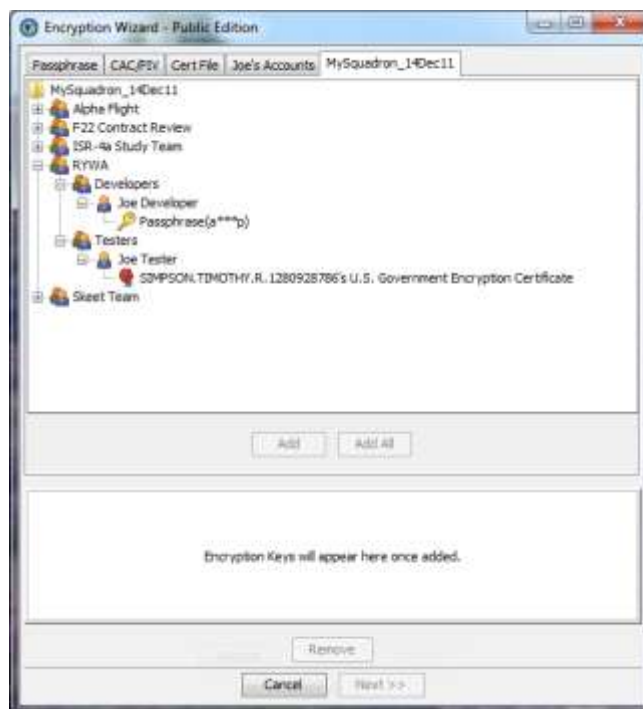 Encryption Wizard - Public Edition
Passphrase CAC/PIV Cert File Joe's Accounts MySquadron_14Dec11
MySquadron_14Dec11
Alpha Flight
F22 Contract Review
ISR-4a Study Team
RYWA
Developers
Joe Developer
Passphrase(a***p)
Testers
Joe Tester
SIMPSON.TIMOTHY.R.1280928786's U.S. Government Encryption Certificate
Skeet Team
Add Add All
Encryption Keys will appear here once added.
Remove
Cancel Next >>